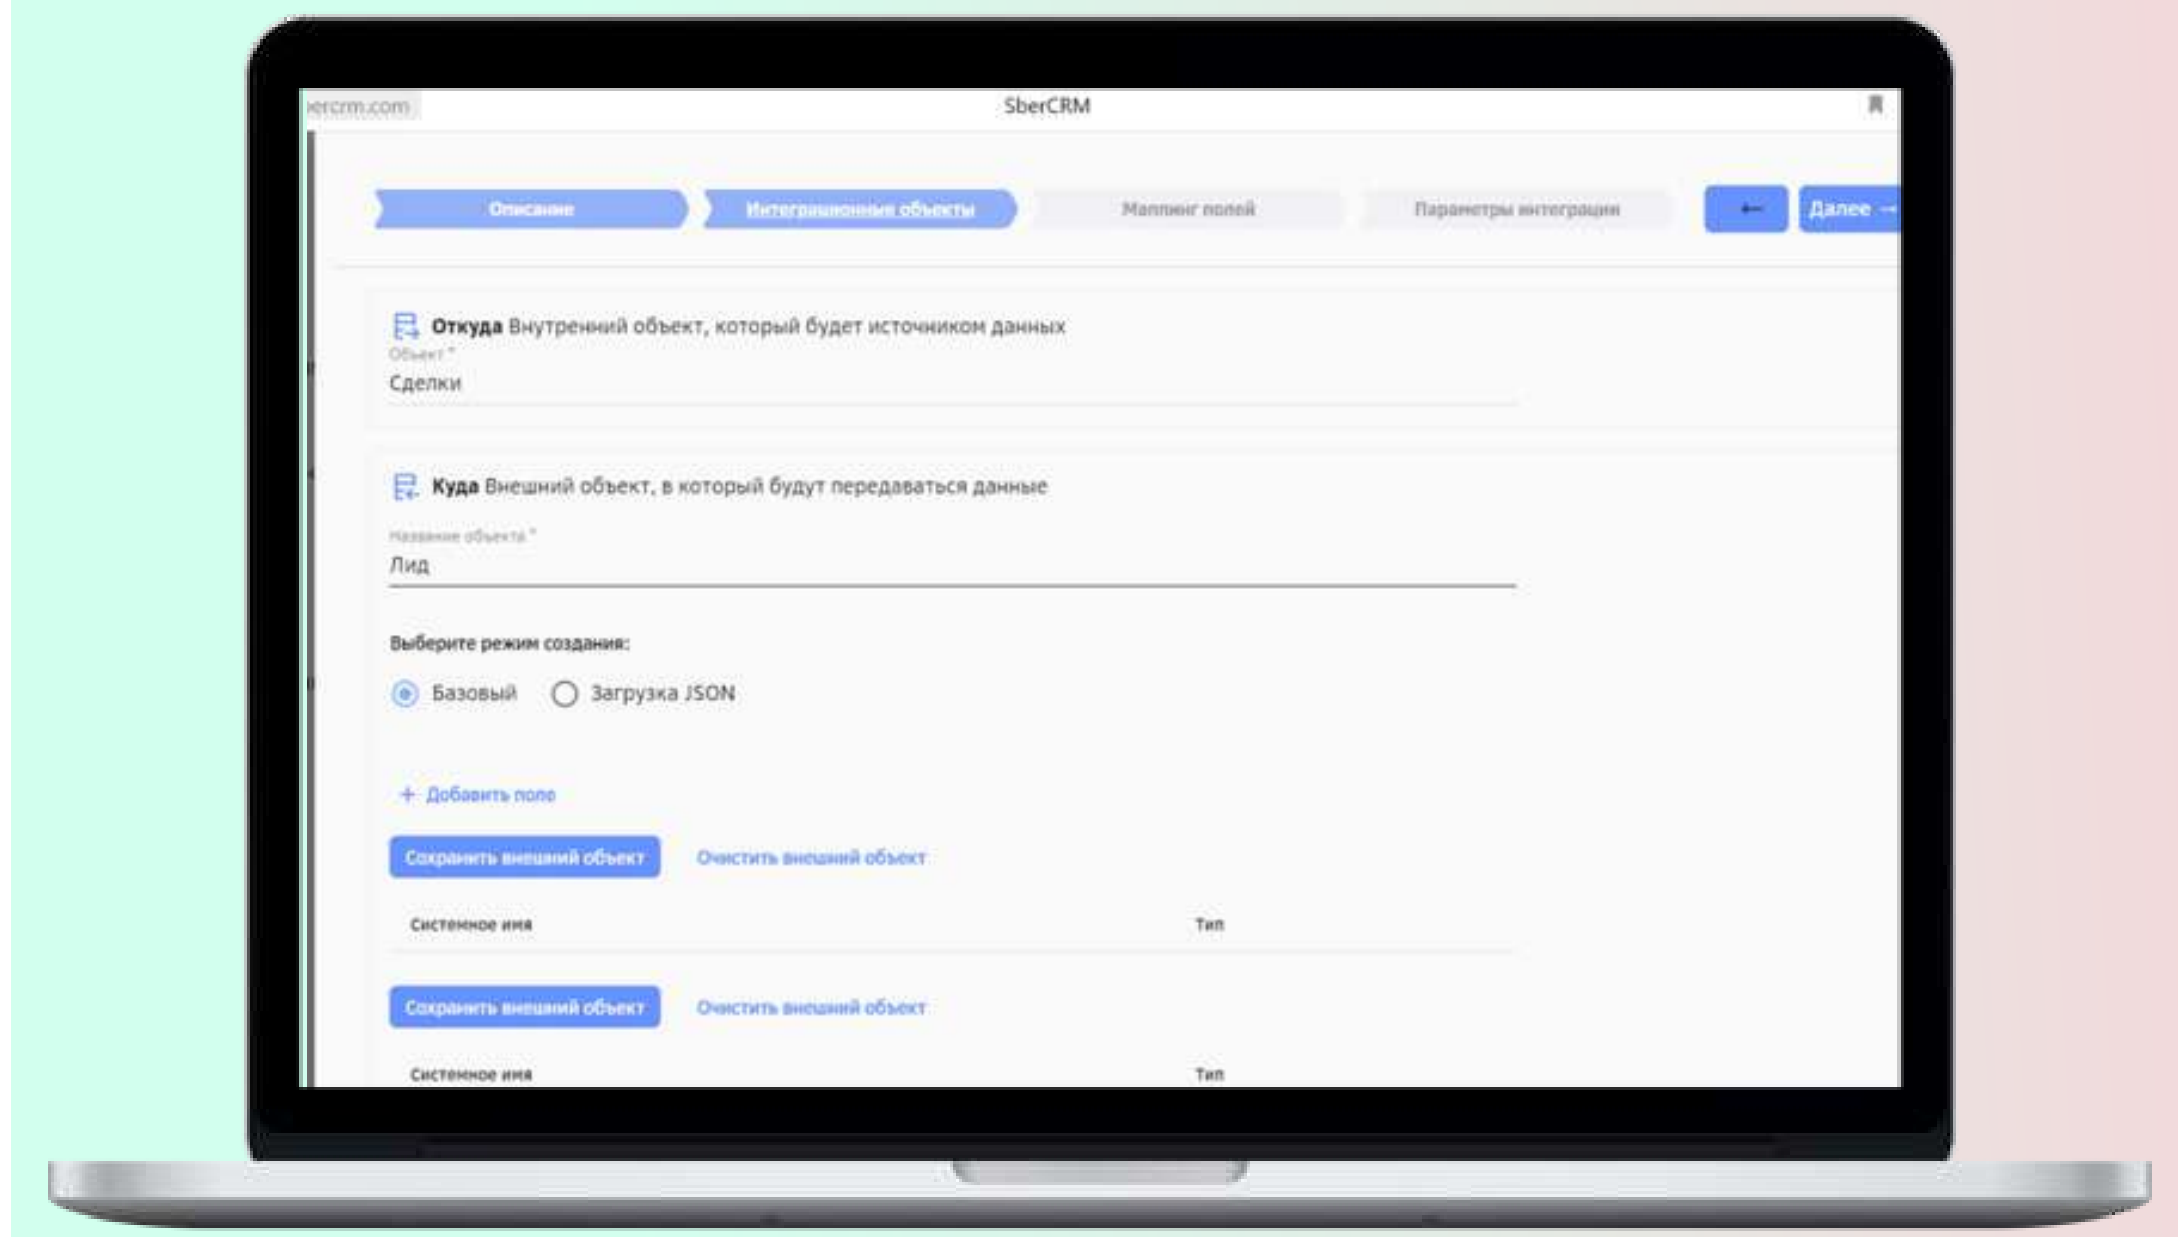 bercrm.com SberCRM
Описание Интеграционные объекты Маппинг полей Параметры интеграции ← Далее →
Откуда Внутренний объект, который будет источником данных
Объект *
Сделки
Куда Внешний объект, в который будут передаваться данные
Название объекта *
Лид
Выберите режим создания:
Базовый Загрузка JSON
+ Добавить поле
Сохранить внешний объект Очистить внешний объект
Системное имя Тип
Сохранить внешний объект Очистить внешний объект
Системное имя Тип